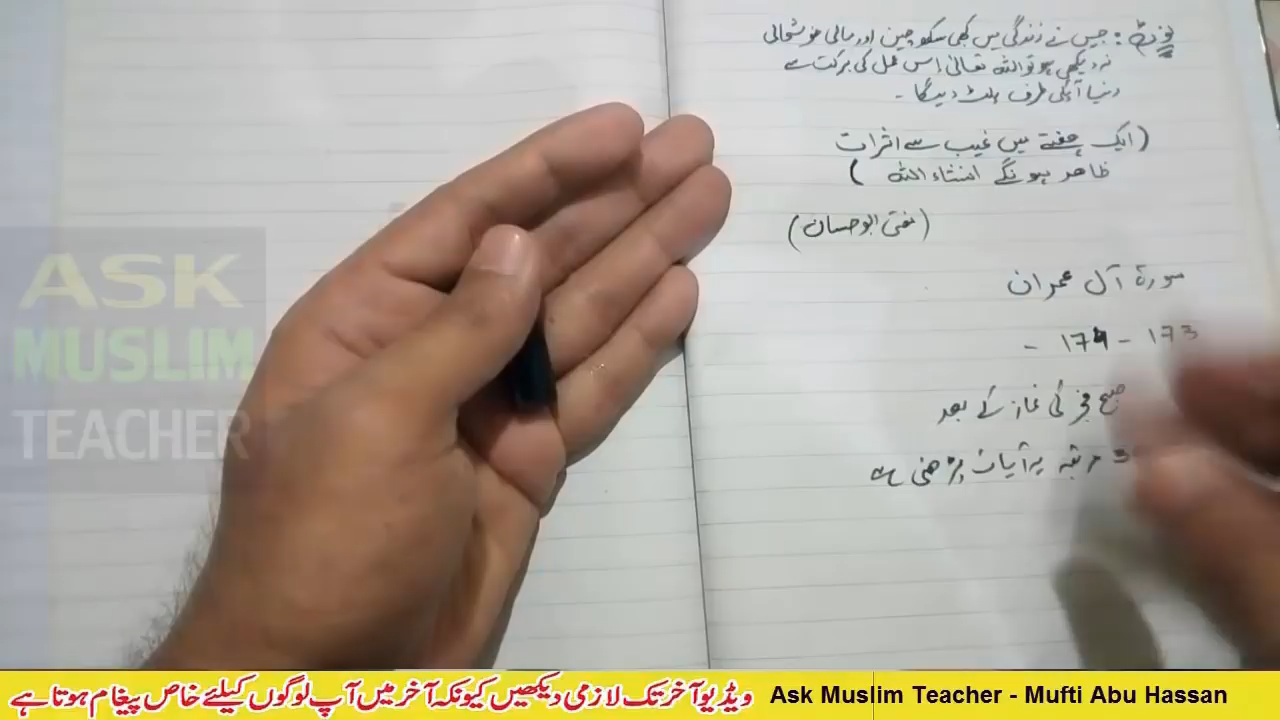 نوٹ : جس نے زندگی میں کبھی سکھ چین اور مالی خوشحالی
نہ دیکھی ہو تو اللہ تعالیٰ اس عمل کی برکت سے
دنیا آپکی طرف پلٹ دیگا ۔
( ایک ہفتے میں غیب سے اثرات
ظاہر ہونگے انشاء اللہ )
(مفتی ابو حسان)
سورۃ آل عمران
173 - 174 -
صبح فجر کی نماز کے بعد
مرتبہ یہ آیات پڑھنی ہے
ASK
MUSLIM
TEACHER
ویڈیو آخر تک لازمی دیکھیں کیونکہ آخر میں آپ لوگوں کیلئے خاص پیغام ہوتا ہے
Ask Muslim Teacher - Mufti Abu Hassan